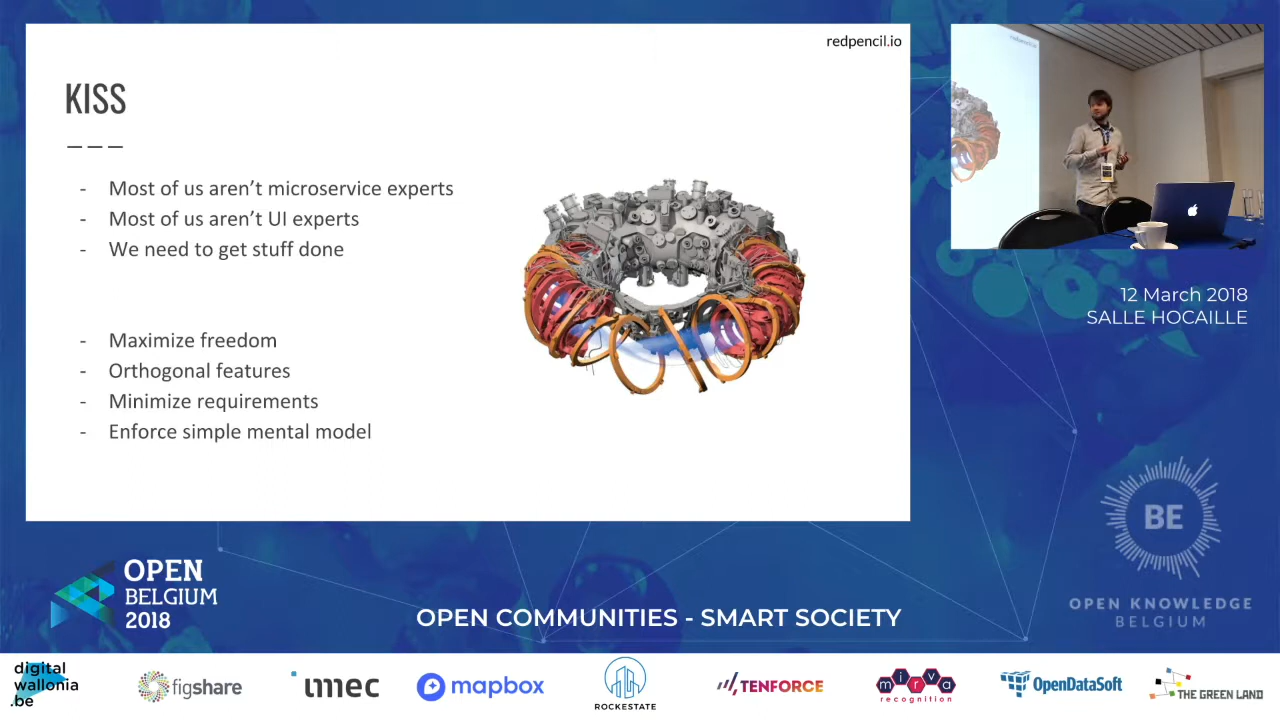 redpencil.io
KISS
- Most of us aren’t microservice experts
- Most of us aren’t UI experts
- We need to get stuff done
- Maximize freedom
- Orthogonal features
- Minimize requirements
- Enforce simple mental model
12 March 2018
SALLE HOCAILLE
BE
OPEN KNOWLEDGE
BELGIUM
OPEN
BELGIUM
2018
OPEN COMMUNITIES - SMART SOCIETY
digital
wallonia
.be
figshare
imec
mapbox
ROCKESTATE
TENFORCE
mirva
recognition
OpenDataSoft
THE GREEN LAND